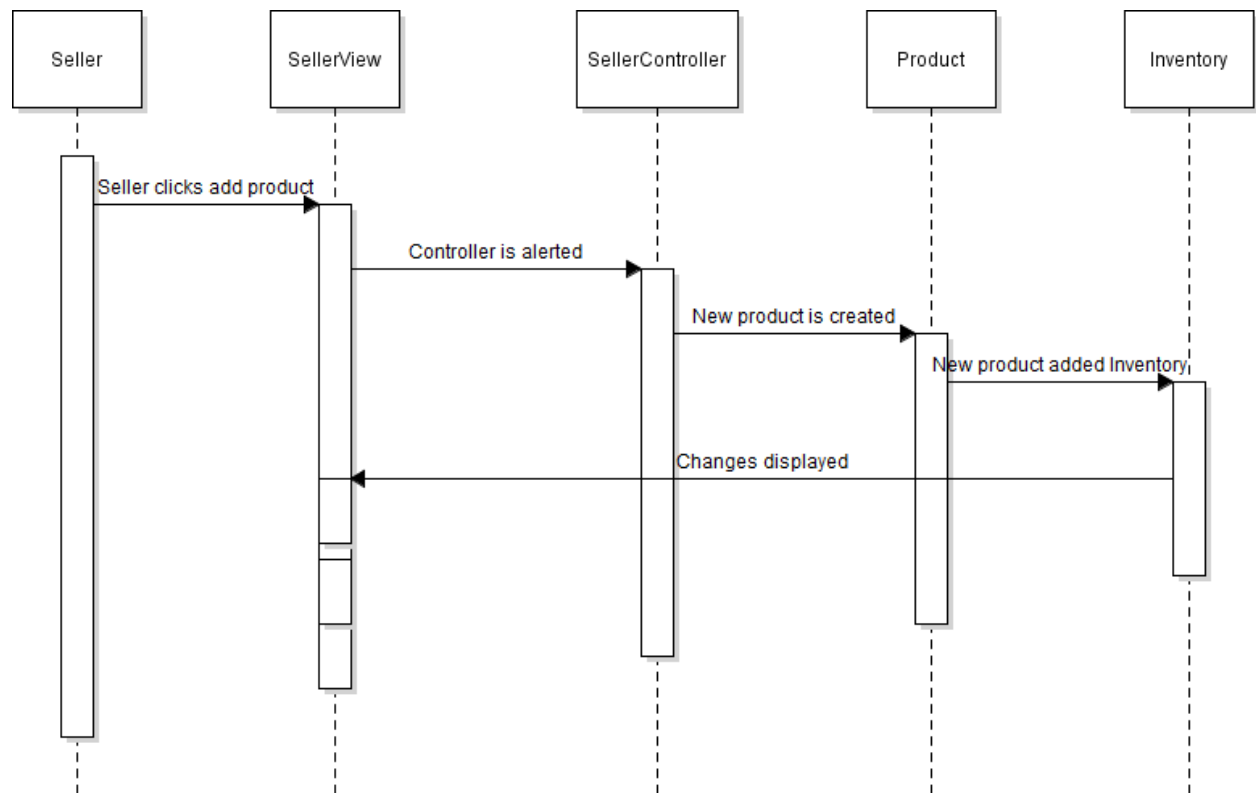 Seller
SellerView
SellerController
Product
Inventory
Seller clicks add product
Controller is alerted
New product is created
New product added Inventory
Changes displayed